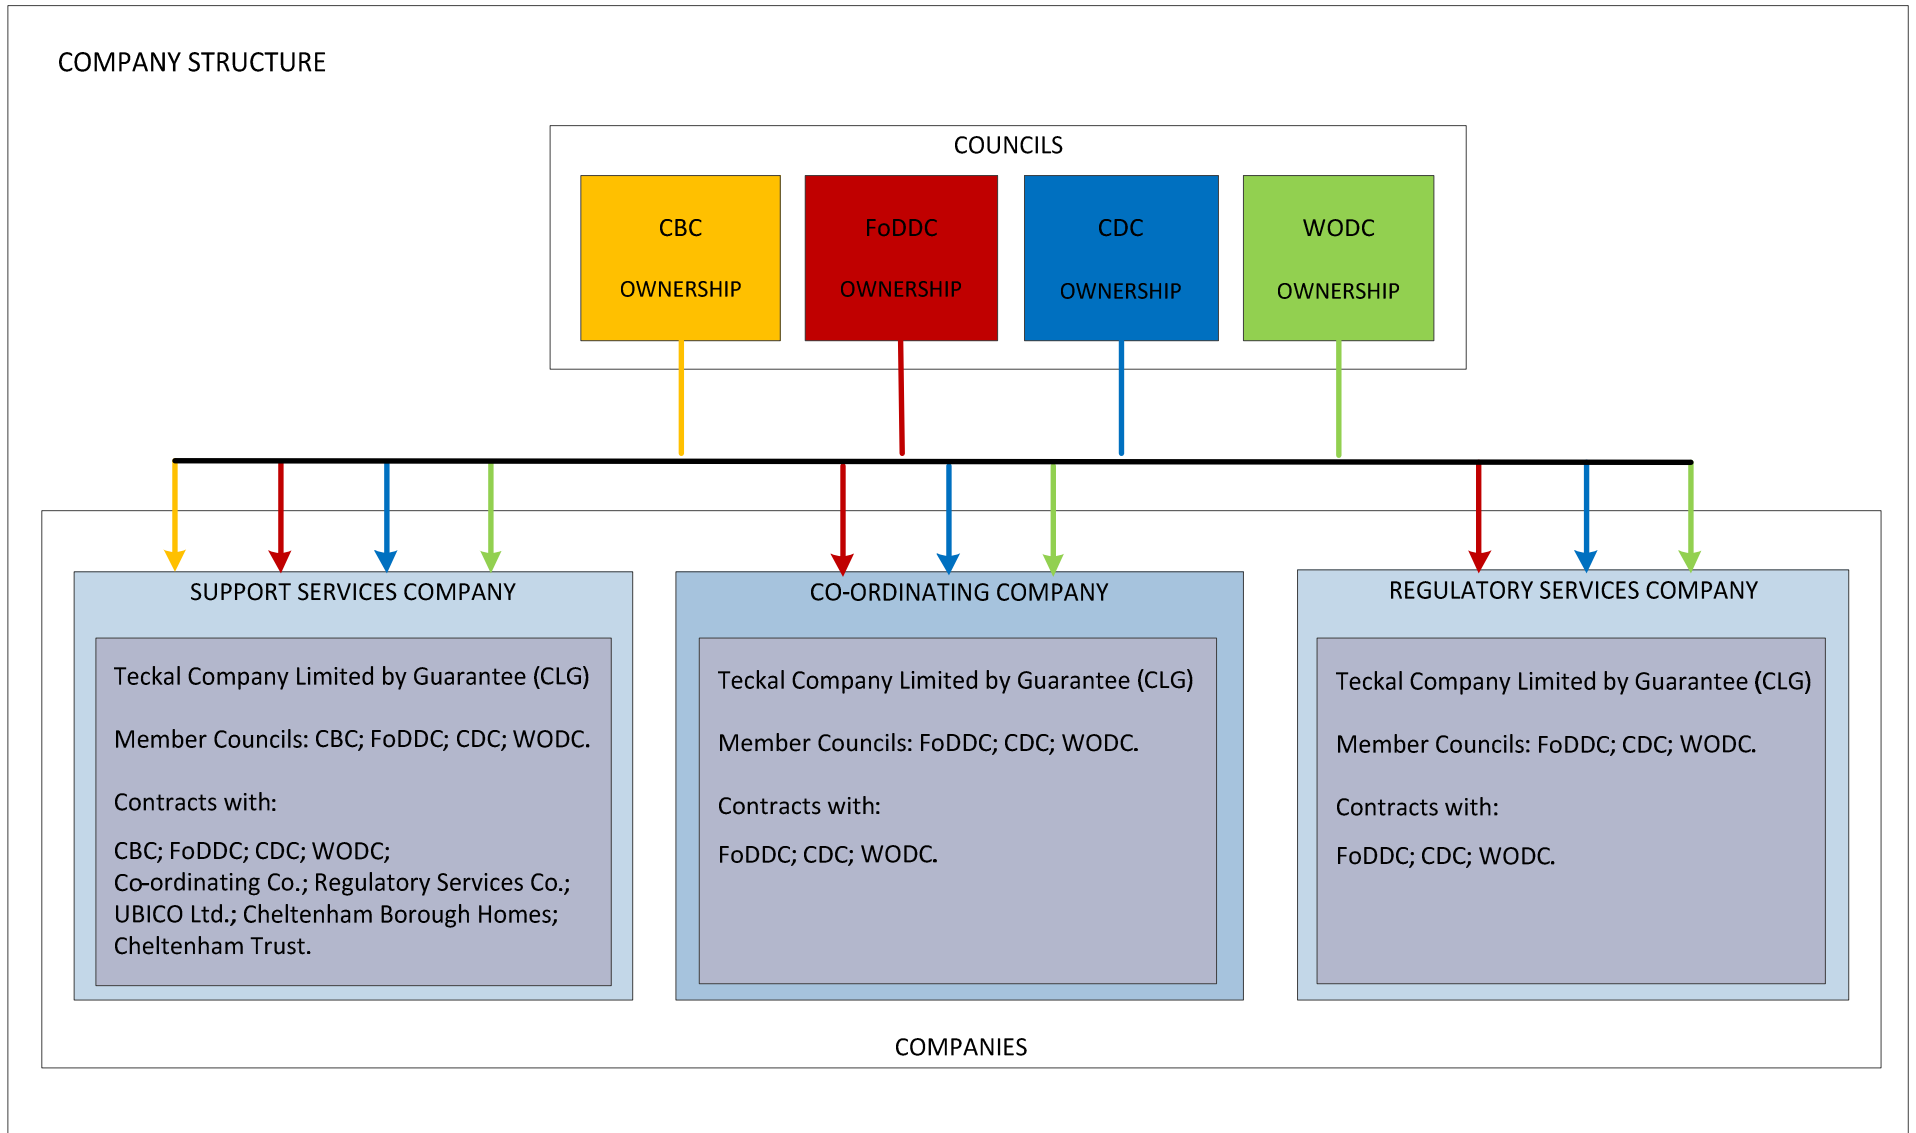 COMPANY STRUCTURE
COUNCILS
CBC
OWNERSHIP
FoDDC
OWNERSHIP
CDC
OWNERSHIP
WODC
OWNERSHIP
SUPPORT SERVICES COMPANY
Teckal Company Limited by Guarantee (CLG)
Member Councils: CBC; FoDDC; CDC; WODC.
Contracts with:
CBC; FoDDC; CDC; WODC;
Co-ordinating Co.; Regulatory Services Co.;
UBICO Ltd.; Cheltenham Borough Homes;
Cheltenham Trust.
CO-ORDINATING COMPANY
Teckal Company Limited by Guarantee (CLG)
Member Councils: FoDDC; CDC; WODC.
Contracts with:
FoDDC; CDC; WODC.
REGULATORY SERVICES COMPANY
Teckal Company Limited by Guarantee (CLG)
Member Councils: FoDDC; CDC; WODC.
Contracts with:
FoDDC; CDC; WODC.
COMPANIES